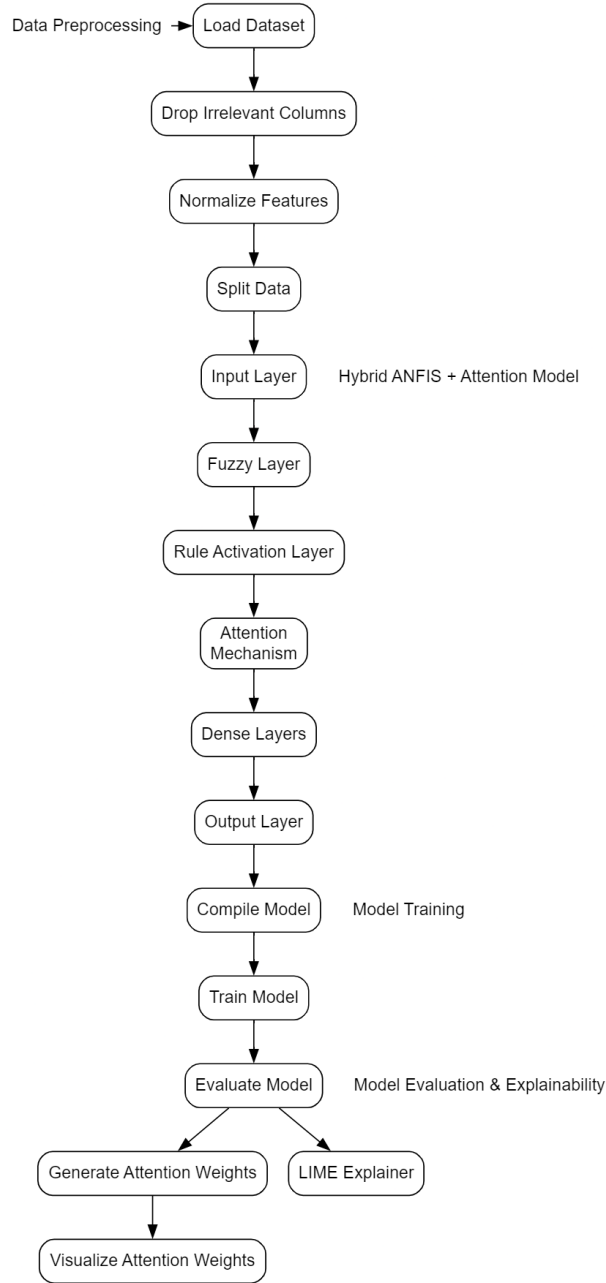 Data Preprocessing
Load Dataset
Drop Irrelevant Columns
Normalize Features
Split Data
Input Layer
Hybrid ANFIS + Attention Model
Fuzzy Layer
Rule Activation Layer
Attention
Mechanism
Dense Layers
Output Layer
Compile Model
Model Training
Train Model
Evaluate Model
Model Evaluation & Explainability
Generate Attention Weights
LIME Explainer
Visualize Attention Weights